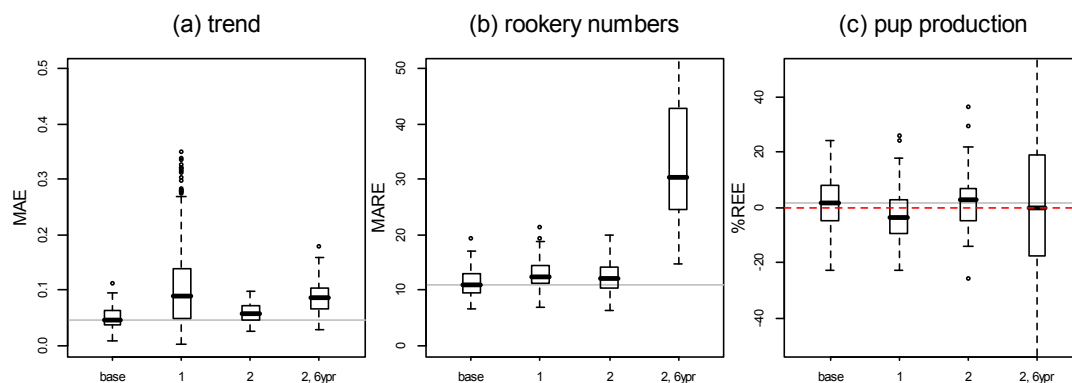 (a) trend
(b) rookery numbers
(c) pup production
MAE
0.5
0.4
0.3
0.2
0.1
0.0
base 1 2 2, 6ypr
MARE
50
40
30
20
10
0
base 1 2 2, 6ypr
%REE
40
20
0
-20
-40
base 1 2 2, 6ypr